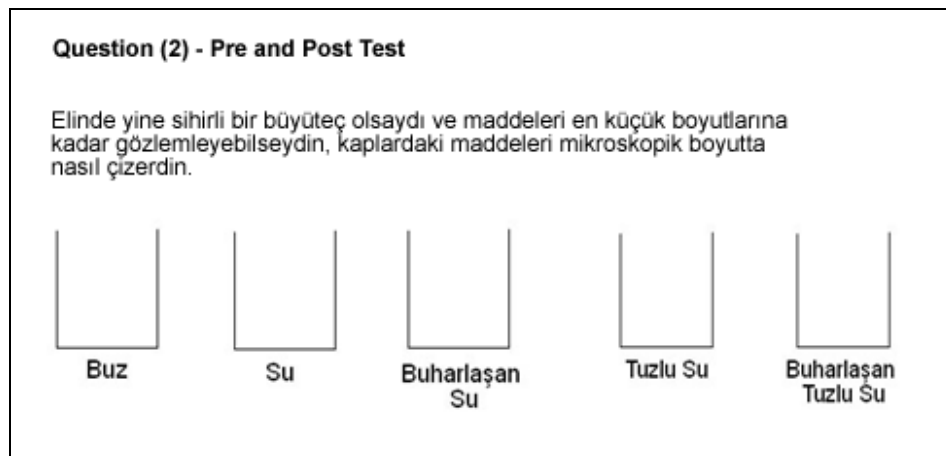 Question (2) - Pre and Post Test
Elinde yine sihirli bir büyüteç olsaydı ve maddeleri en küçük boyutlarına
kadar gözlemleyebilseydin, kaplardaki maddeleri mikroskopik boyutta
nasıl çizerdin.
Buz
Su
Buharlaşan
Su
Tuzlu Su
Buharlaşan
Tuzlu Su